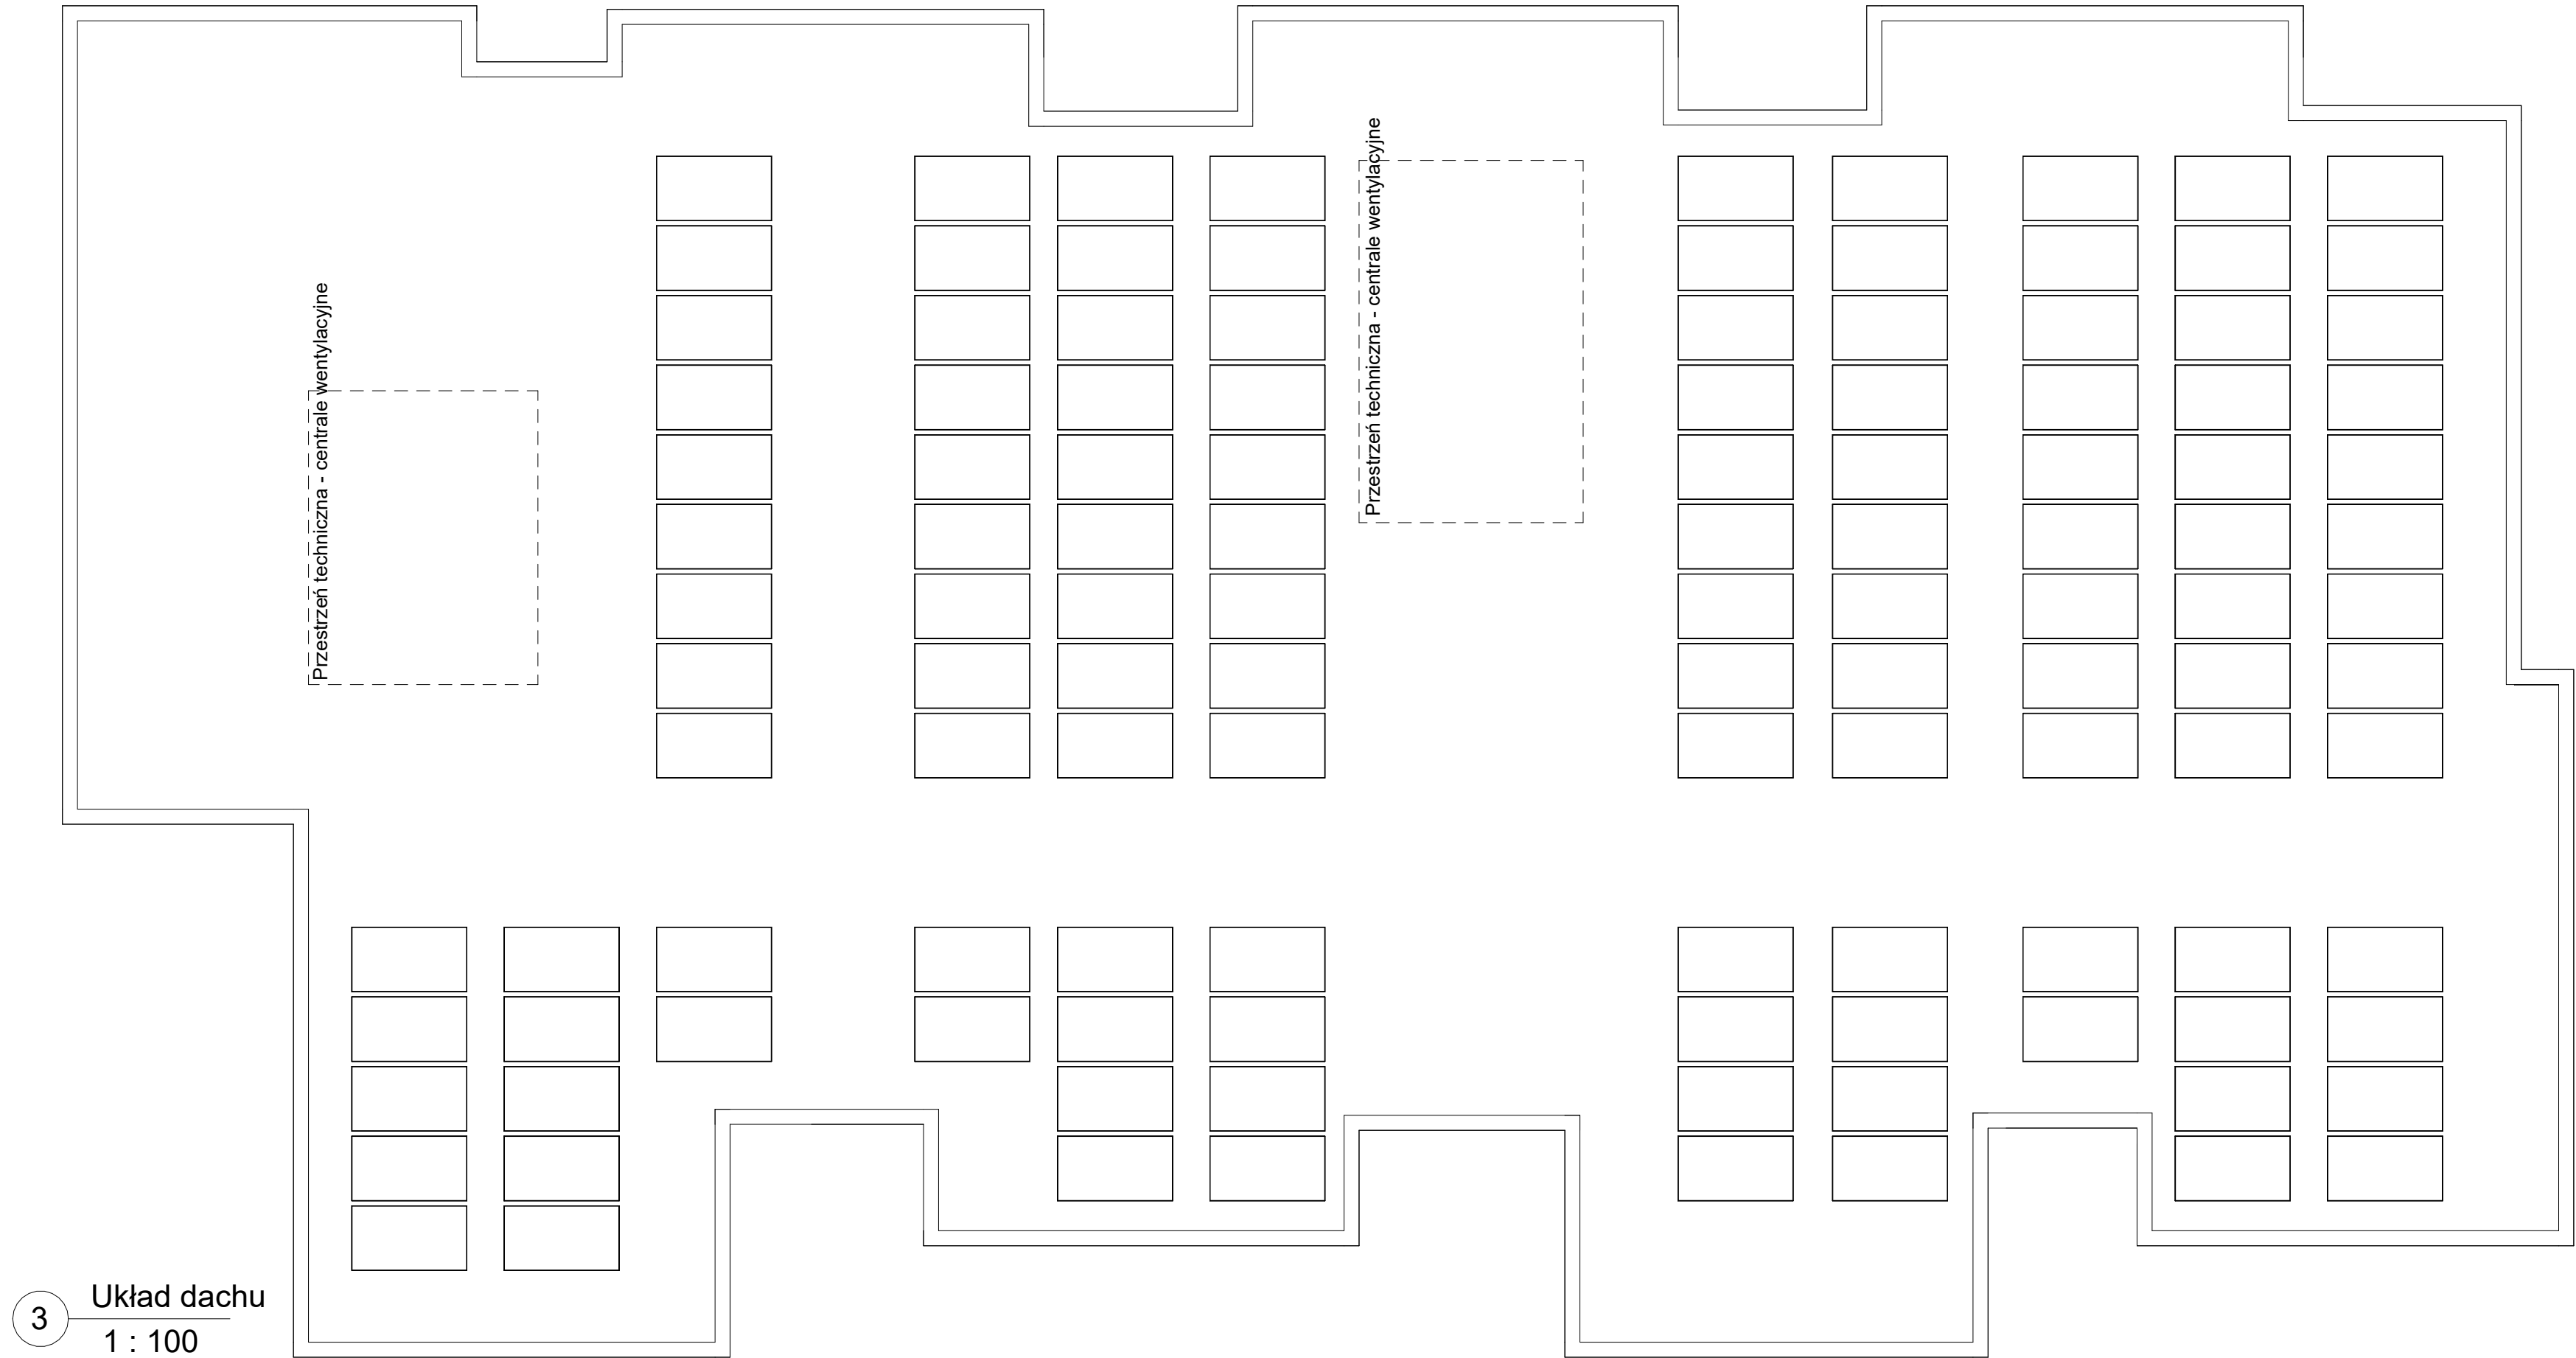 Przestrzeń techniczna - centrale wentylacyjne
Przestrzeń techniczna - centrale wentylacyjne
3
Układ dachu
1 : 100